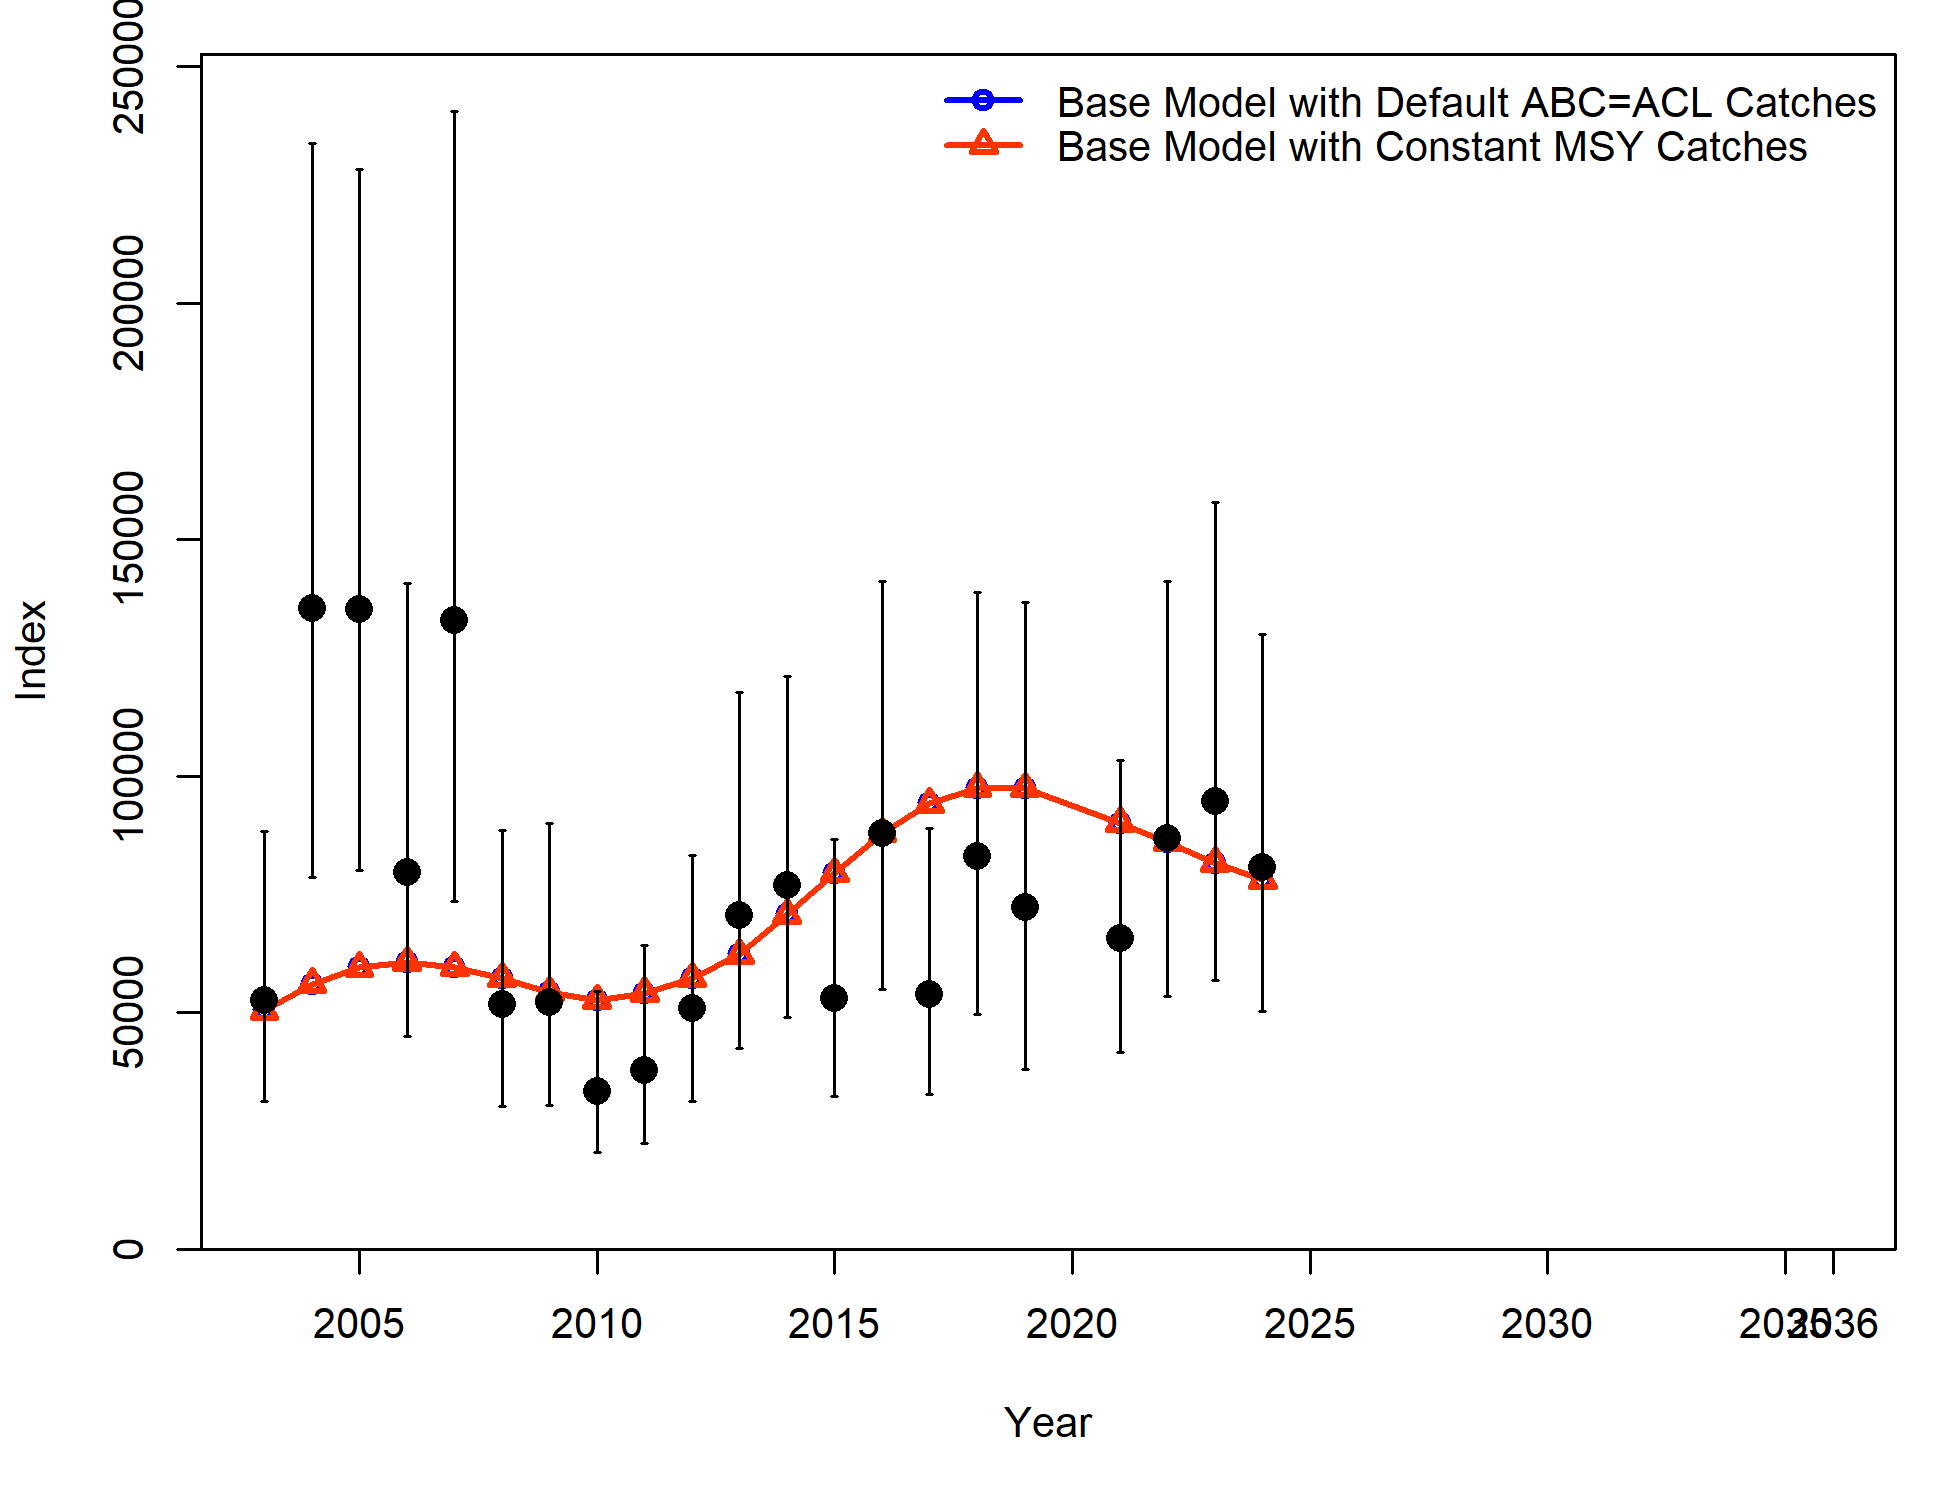 Base Model with Default ABC=ACL Catches
Base Model with Constant MSY Catches
Index
250000
200000
150000
100000
50000
0
2005 2010 2015 2020 2025 2030 2035 2036
Year